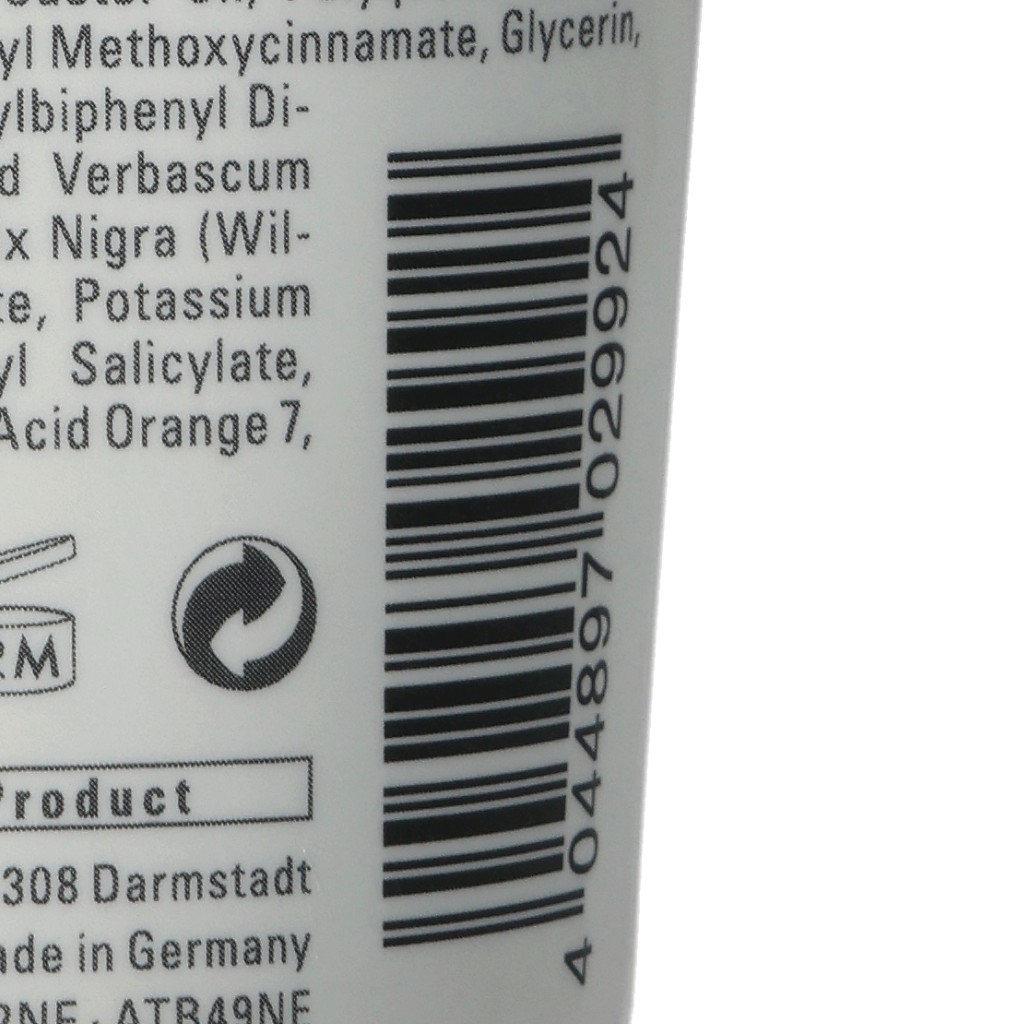 yl Methoxycinnamate, Glycerin,
ylbiphenyl Di-
d Verbascum
x Nigra (Wil-
te, Potassium
yl Salicylate,
Acid Orange 7,
RM
Product
308 Darmstadt
ade in Germany
ATB49NE
4 044897 029924